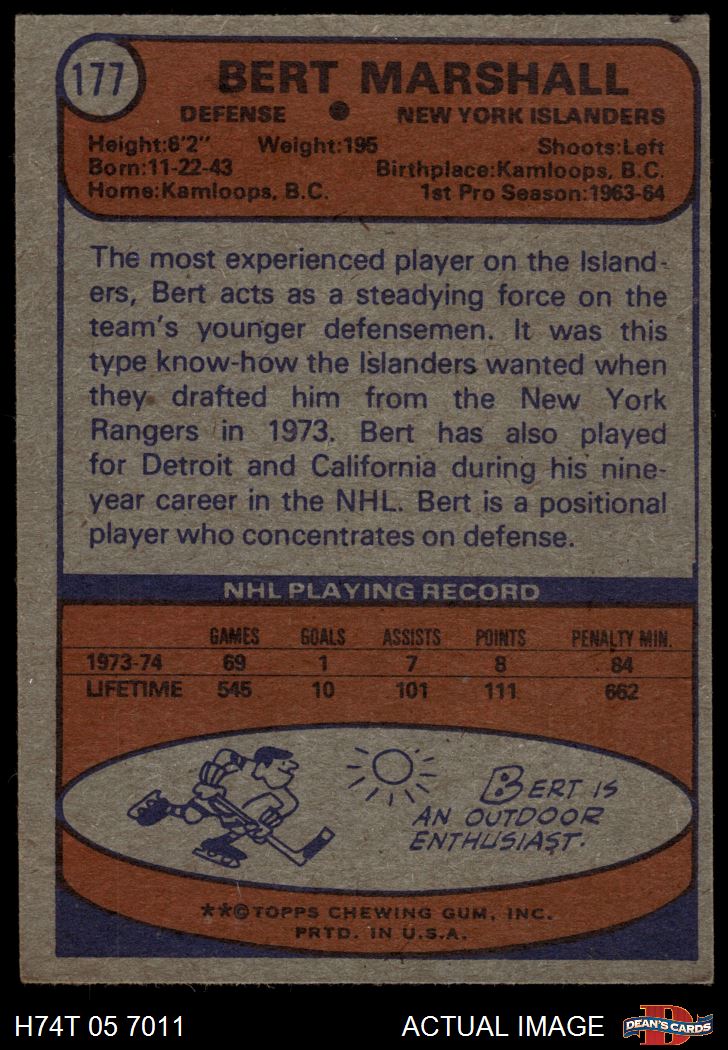 177
BERT MARSHALL
DEFENSE ● NEW YORK ISLANDERS
Height:6'2" Weight:195 Shoots:Left
Born:11-22-43 Birthplace:Kamloops, B.C.
Home:Kamloops, B.C. 1st Pro Season:1963-64
The most experienced player on the Island-
ers, Bert acts as a steadying force on the
team's younger defensemen. It was this
type know-how the Islanders wanted when
they drafted him from the New York
Rangers in 1973. Bert has also played
for Detroit and California during his nine-
year career in the NHL. Bert is a positional
player who concentrates on defense.
NHL PLAYING RECORD
GAMES GOALS ASSISTS POINTS PENALTY MIN.
1973-74 69 1 7 8 84
LIFETIME 545 10 101 111 662
BERT IS
AN OUTDOOR
ENTHUSIAST.
**©TOPPS CHEWING GUM, INC.
PRTD. IN U.S.A.
H74T 05 7011 ACTUAL IMAGE D DEAN'S CARDS